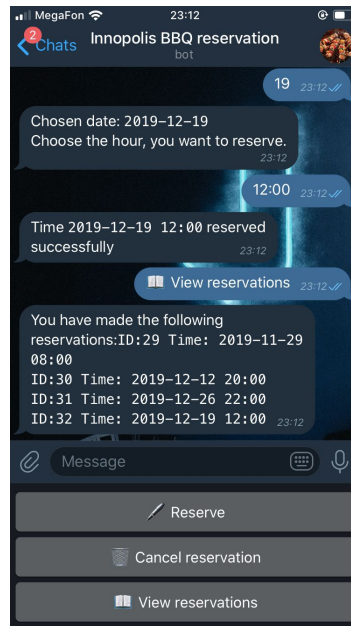 MegaFon 23:12
2
Chats Innopolis BBQ reservation
bot
19 23:12
Chosen date: 2019-12-19
Choose the hour, you want to reserve.
23:12
12:00 23:12
Time 2019-12-19 12:00 reserved
successfully 23:12
View reservations 23:12
You have made the following
reservations:ID:29 Time: 2019-11-29
08:00
ID:30 Time: 2019-12-12 20:00
ID:31 Time: 2019-12-26 22:00
ID:32 Time: 2019-12-19 12:00 23:12
Message
Reserve
Cancel reservation
View reservations